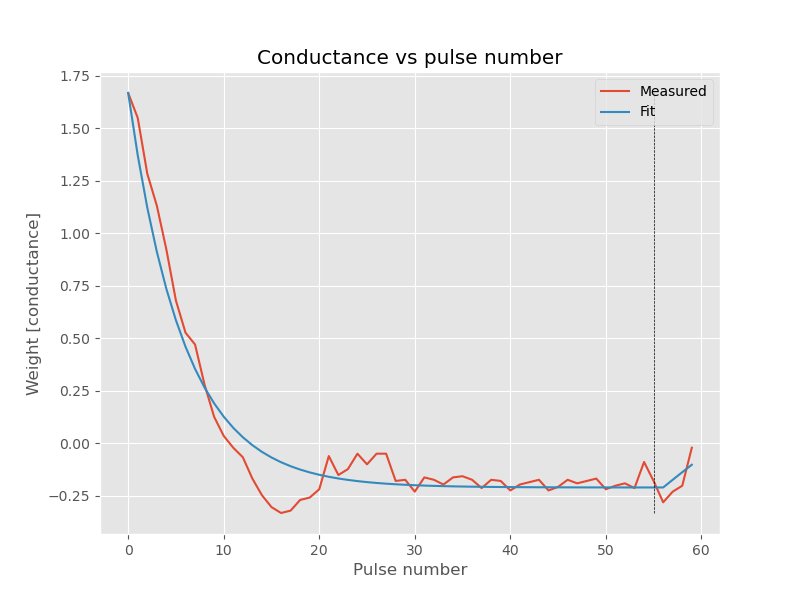 Conductance vs pulse number
Measured
Fit
1.75
1.50
1.25
1.00
0.75
0.50
0.25
0.00
−0.25
Weight [conductance]
0 10 20 30 40 50 60
Pulse number